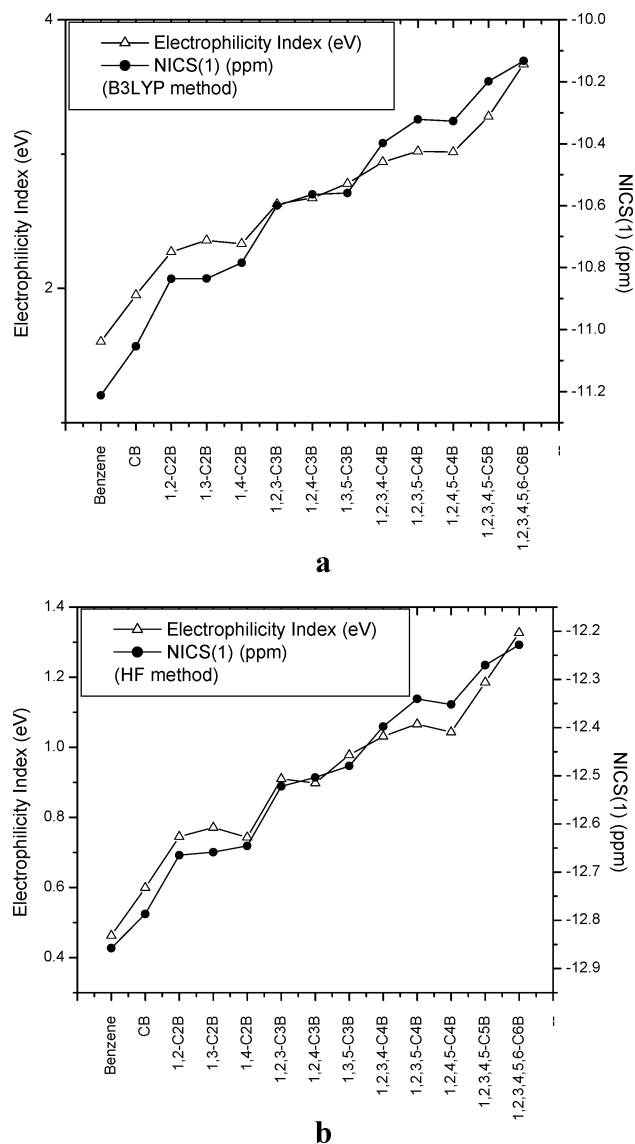 4
2
Electrophilicity Index (eV)
Electrophilicity Index (eV)
NICS(1) (ppm)
(B3LYP method)
-10.0
-10.2
-10.4
-10.6
-10.8
-11.0
-11.2
NICS(1) (ppm)
Benzene
CB
1,2-C2B
1,3-C2B
1,4-C2B
1,2,3-C3B
1,2,4-C3B
1,3,5-C3B
1,2,3,4-C4B
1,2,3,5-C4B
1,2,4,5-C4B
1,2,3,4,5-C5B
1,2,3,4,5,6-C6B
--
a
1.4
1.2
1.0
0.8
0.6
0.4
Electrophilicity Index (eV)
Electrophilicity Index (eV)
NICS(1) (ppm)
(HF method)
-12.2
-12.3
-12.4
-12.5
-12.6
-12.7
-12.8
-12.9
NICS(1) (ppm)
Benzene
CB
1,2-C2B
1,3-C2B
1,4-C2B
1,2,3-C3B
1,2,4-C3B
1,3,5-C3B
1,2,3,4-C4B
1,2,3,5-C4B
1,2,4,5-C4B
1,2,3,4,5-C5B
1,2,3,4,5,6-C6B
--
b